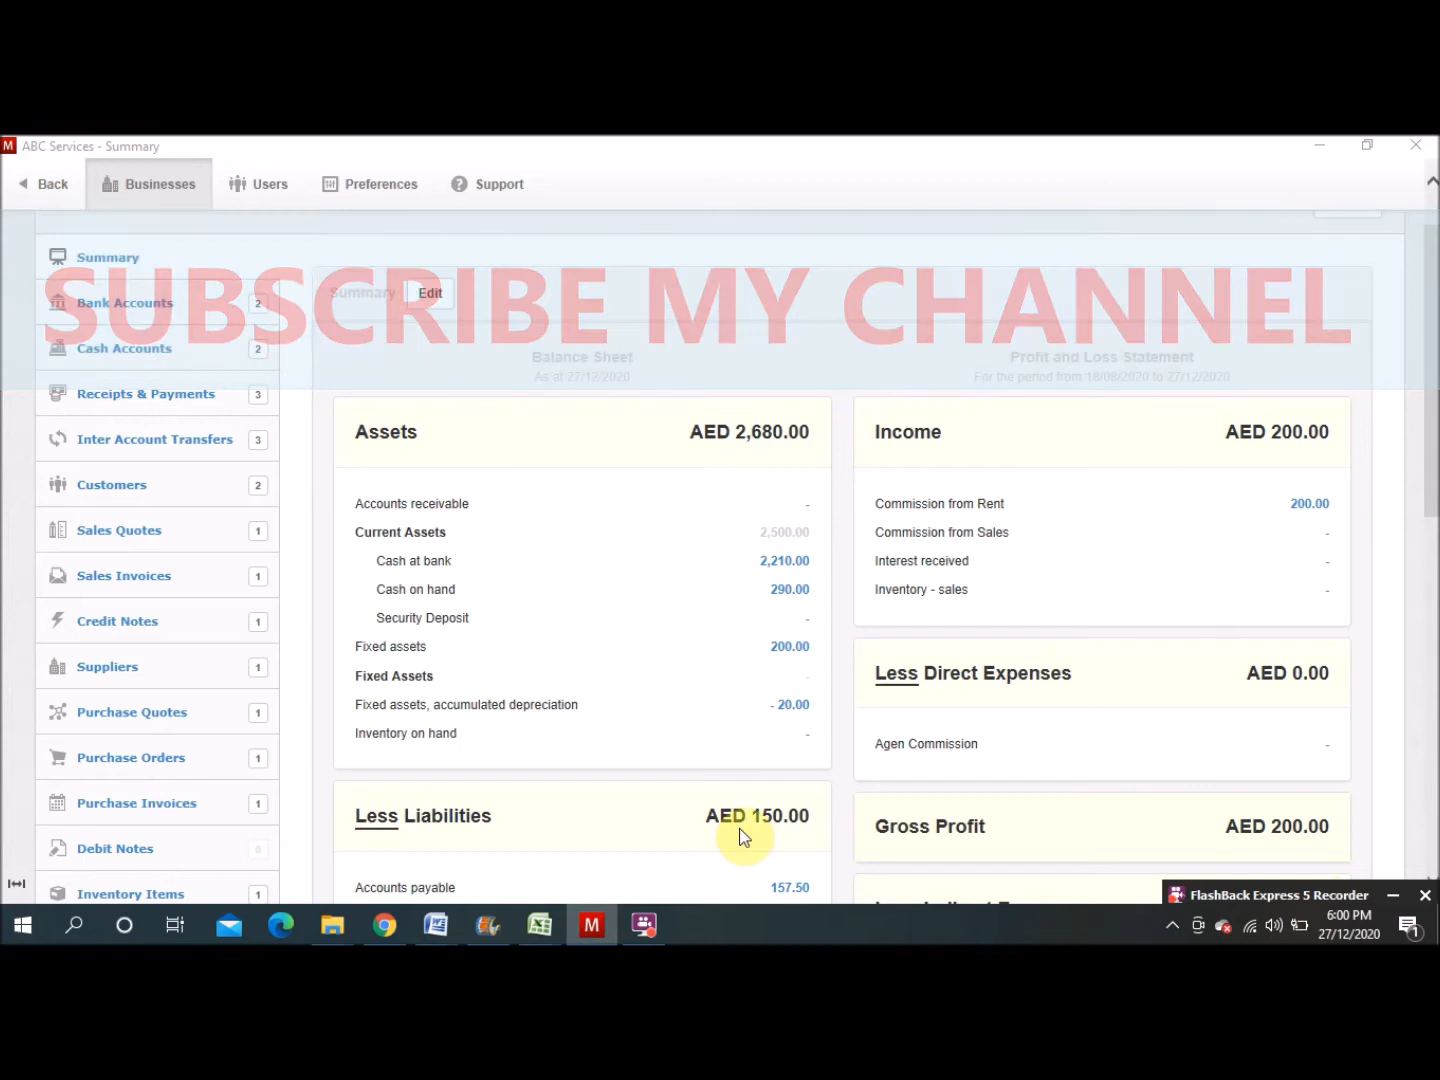 ABC Services - Summary
Back Businesses Users Preferences Support
SUBSCRIBE MY CHANNEL
Summary
Bank Accounts 2
Cash Accounts 2
Receipts & Payments 3
Inter Account Transfers 3
Customers 2
Sales Quotes 1
Sales Invoices 1
Credit Notes 1
Suppliers 1
Purchase Quotes 1
Purchase Orders 1
Purchase Invoices 1
Debit Notes 0
Inventory Items 1
Summary Edit
Balance Sheet
As at 27/12/2020
Assets AED 2,680.00
Accounts receivable -
Current Assets 2,500.00
Cash at bank 2,210.00
Cash on hand 290.00
Security Deposit -
Fixed assets 200.00
Fixed Assets -
Fixed assets, accumulated depreciation - 20.00
Inventory on hand -
Less Liabilities AED 150.00
Accounts payable 157.50
Profit and Loss Statement
For the period from 18/08/2020 to 27/12/2020
Income AED 200.00
Commission from Rent 200.00
Commission from Sales -
Interest received -
Inventory - sales -
Less Direct Expenses AED 0.00
Agen Commission -
Gross Profit AED 200.00
FlashBack Express 5 Recorder
6:00 PM
27/12/2020
1